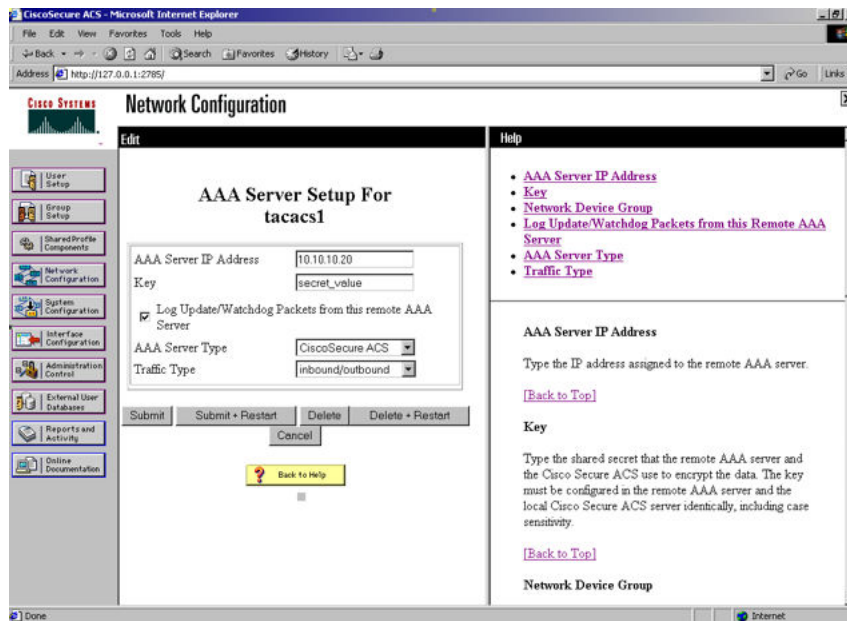 CiscoSecure ACS - Microsoft Internet Explorer
File Edit View Favorites Tools Help
Back Search Favorites History
Address http://127.0.0.1:2785/ Go Links
CISCO SYSTEMS
Network Configuration
User Setup
Group Setup
Shared Profile Components
Network Configuration
System Configuration
Interface Configuration
Administration Control
External User Databases
Reports and Activity
Online Documentation
Edit
AAA Server Setup For
tacacs1
AAA Server IP Address 10.10.10.20
Key secret_value
Log Update/Watchdog Packets from this remote AAA
Server
AAA Server Type CiscoSecure ACS
Traffic Type inbound/outbound
Submit Submit + Restart Delete Delete + Restart
Cancel
? Back to Help
Help
AAA Server IP Address
Key
Network Device Group
Log Update/Watchdog Packets from this Remote AAA
Server
AAA Server Type
Traffic Type
AAA Server IP Address
Type the IP address assigned to the remote AAA server.
[Back to Top]
Key
Type the shared secret that the remote AAA server and
the Cisco Secure ACS use to encrypt the data. The key
must be configured in the remote AAA server and the
local Cisco Secure ACS server identically, including case
sensitivity.
[Back to Top]
Network Device Group
Done Internet